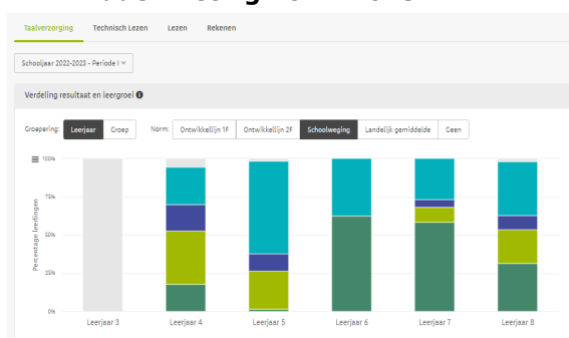 Taalverzorging Technisch Lezen Lezen Rekenen
Schooljaar 2022-2023 - Periode I
Verdeling resultaat en leergroei
Groepering: Leerjaar Groep Norm: Ontwikkellijn 1F Ontwikkellijn 2F Schoolweging Landelijk gemiddelde Geen
100%
75%
50%
25%
0%
Percentage leerlingen
Leerjaar 3 Leerjaar 4 Leerjaar 5 Leerjaar 6 Leerjaar 7 Leerjaar 8